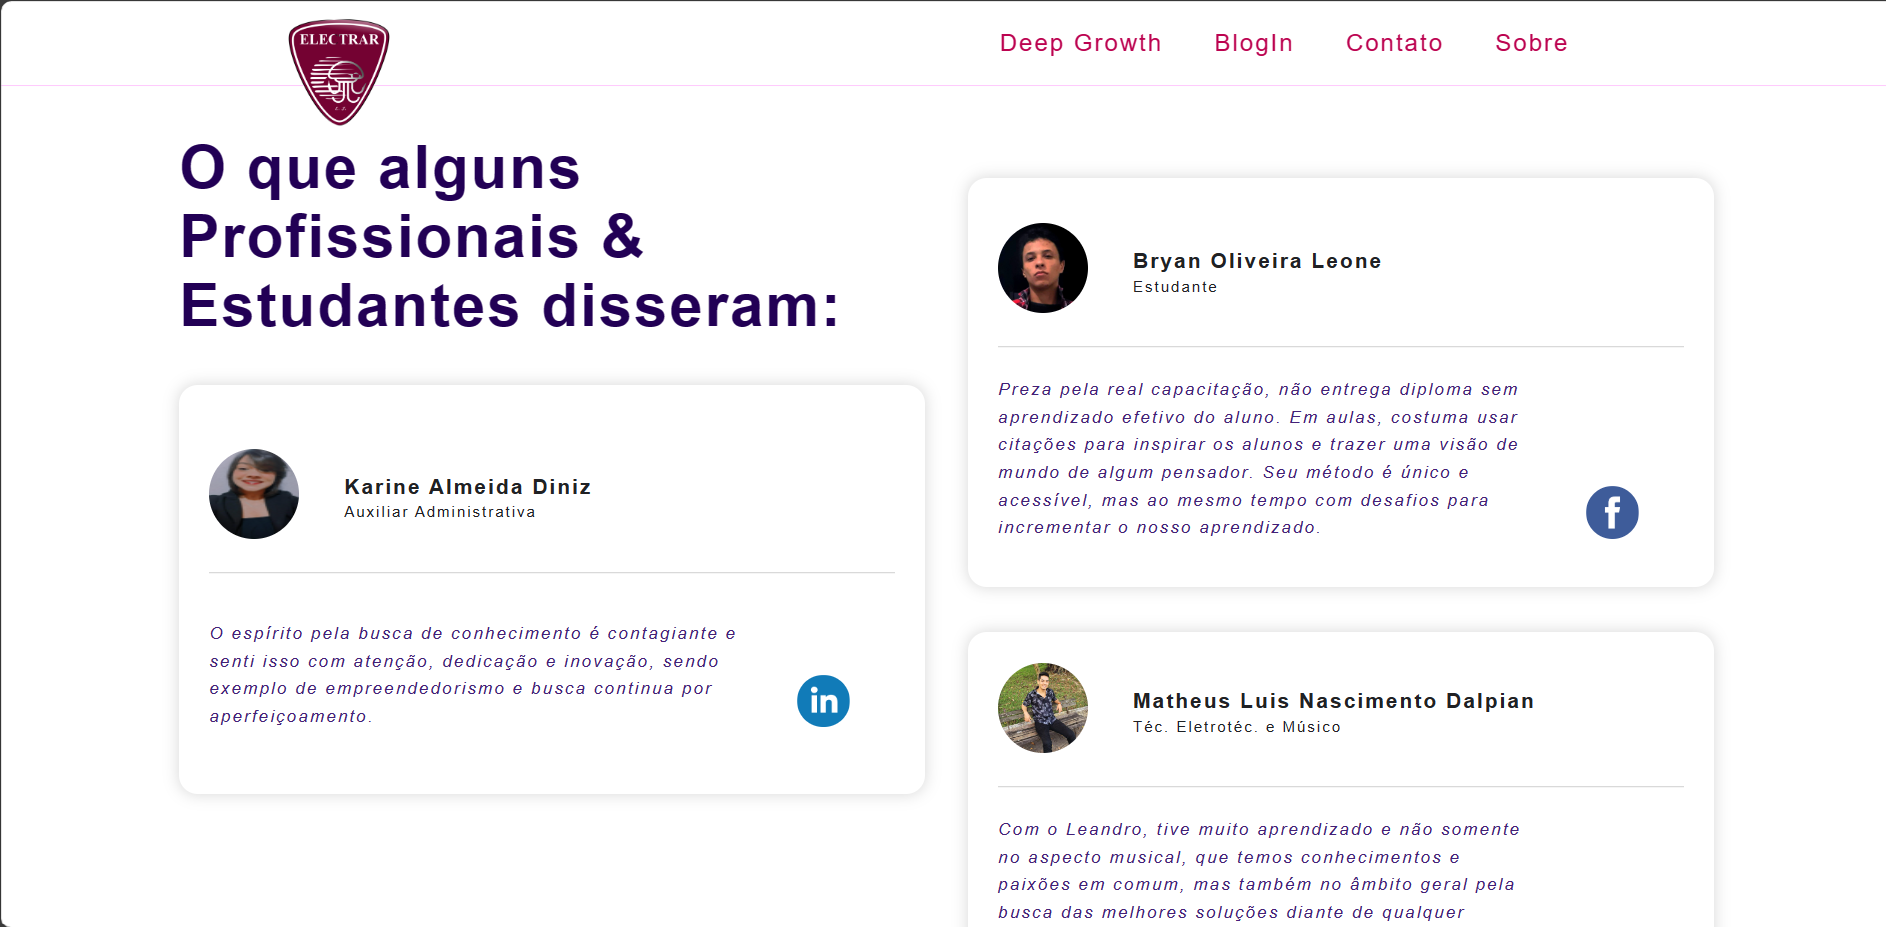 ELECTRAR
Deep Growth
BlogIn
Contato
Sobre
O que alguns
Profissionais &
Estudantes disseram:
Karine Almeida Diniz
Auxiliar Administrativa
O espírito pela busca de conhecimento é contagiante e
senti isso com atenção, dedicação e inovação, sendo
exemplo de empreendedorismo e busca continua por
aperfeiçoamento.
in
Bryan Oliveira Leone
Estudante
Preza pela real capacitação, não entrega diploma sem
aprendizado efetivo do aluno. Em aulas, costuma usar
citações para inspirar os alunos e trazer uma visão de
mundo de algum pensador. Seu método é único e
acessível, mas ao mesmo tempo com desafios para
incrementar o nosso aprendizado.
f
Matheus Luis Nascimento Dalpian
Téc. Eletrotéc. e Músico
Com o Leandro, tive muito aprendizado e não somente
no aspecto musical, que temos conhecimentos e
paixões em comum, mas também no âmbito geral pela
busca das melhores soluções diante de qualquer